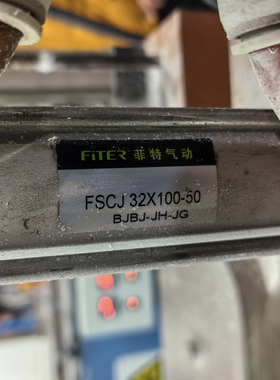 FiTER 菲特气动
FSCJ 32X100-50
BJBJ-JH-JG